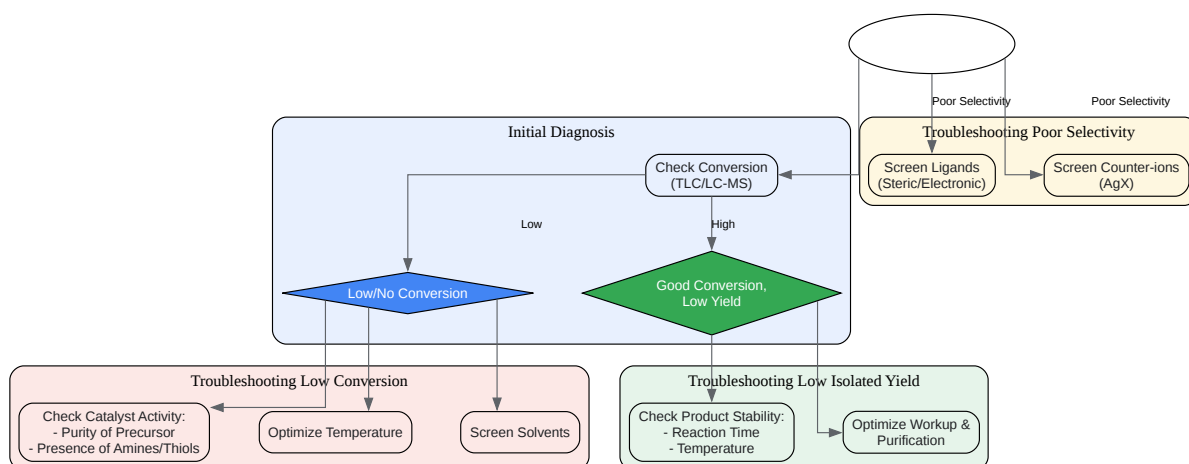 Poor Selectivity
Poor Selectivity
Initial Diagnosis
Troubleshooting Poor Selectivity
Check Conversion
(TLC/LC-MS)
Screen Ligands
(Steric/Electronic)
Screen Counter-ions
(AgX)
Low
High
Low/No Conversion
Good Conversion,
Low Yield
Troubleshooting Low Conversion
Troubleshooting Low Isolated Yield
Check Catalyst Activity:
- Purity of Precursor
- Presence of Amines/Thiols
Optimize Temperature
Screen Solvents
Check Product Stability:
- Reaction Time
- Temperature
Optimize Workup &
Purification